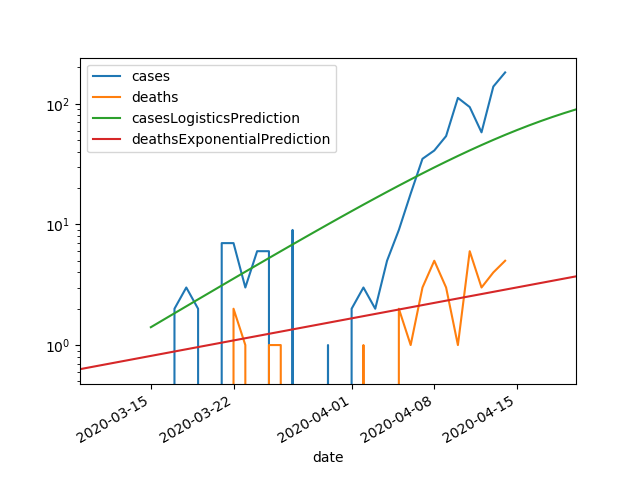 cases
deaths
casesLogisticsPrediction
deathsExponentialPrediction
10²
10¹
10⁰
2020-03-15
2020-03-22
2020-04-01
2020-04-08
2020-04-15
date